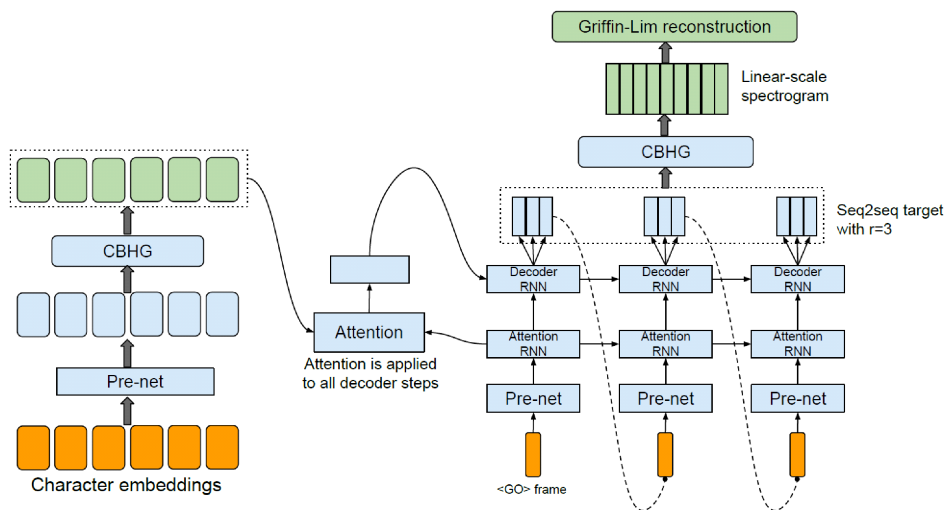 Griffin-Lim reconstruction
Linear-scale
spectrogram
CBHG
Seq2seq target
with r=3
CBHG
Decoder
RNN
Decoder
RNN
Decoder
RNN
Attention
Attention
RNN
Attention
RNN
Attention
RNN
Attention is applied
to all decoder steps
Pre-net
Pre-net
Pre-net
Pre-net
<GO> frame
Character embeddings